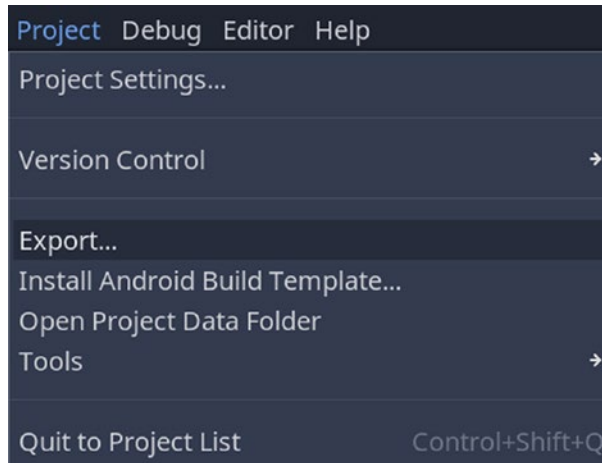 Project Debug Editor Help
Project Settings...
Version Control
Export...
Install Android Build Template...
Open Project Data Folder
Tools
Quit to Project List Control+Shift+Q